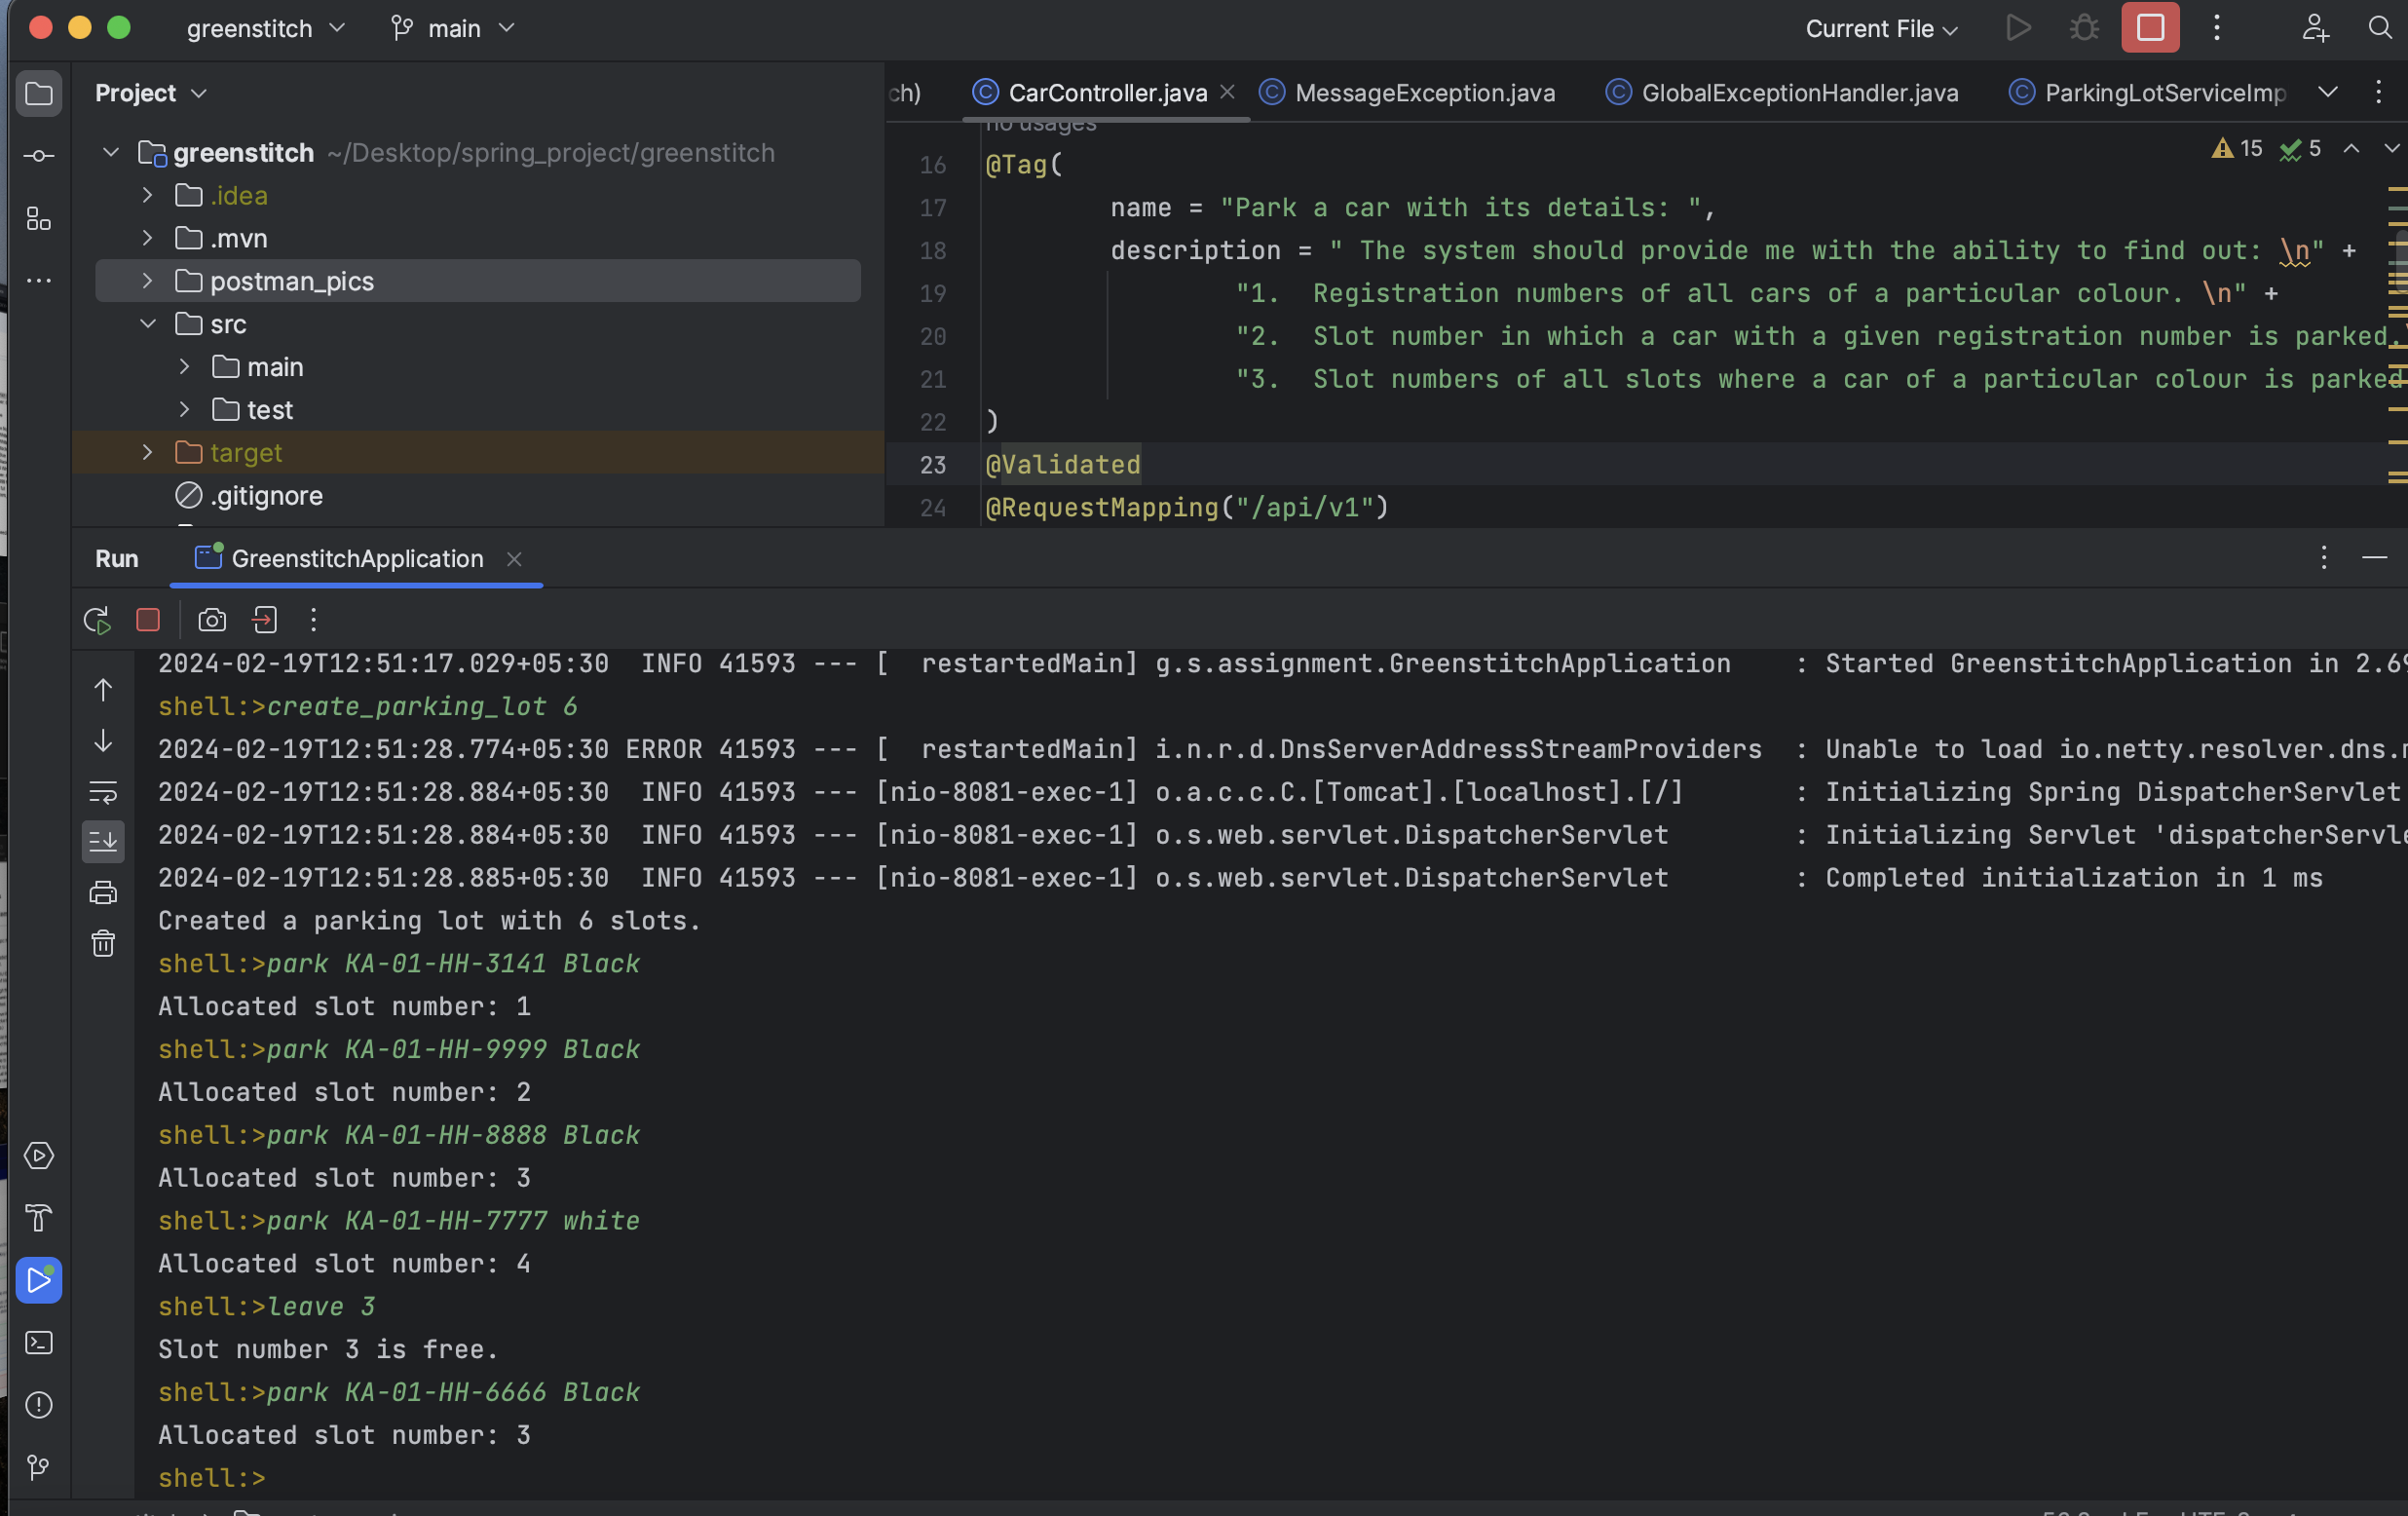 greenstitch
main
Current File
Project
ch)
CarController.java
MessageException.java
GlobalExceptionHandler.java
ParkingLotServiceImp
greenstitch ~/Desktop/spring_project/greenstitch
.idea
.mvn
postman_pics
src
main
test
target
.gitignore
no usages
15 5
16 @Tag(
17 name = "Park a car with its details: ",
18 description = " The system should provide me with the ability to find out: \n" +
19 "1.  Registration numbers of all cars of a particular colour. \n" +
20 "2.  Slot number in which a car with a given registration number is parked.
21 "3.  Slot numbers of all slots where a car of a particular colour is parked
22 )
23 @Validated
24 @RequestMapping("/api/v1")
Run
GreenstitchApplication
2024-02-19T12:51:17.029+05:30  INFO 41593 --- [  restartedMain] g.s.assignment.GreenstitchApplication    : Started GreenstitchApplication in 2.69
shell:>create_parking_lot 6
2024-02-19T12:51:28.774+05:30 ERROR 41593 --- [  restartedMain] i.n.r.d.DnsServerAddressStreamProviders  : Unable to load io.netty.resolver.dns.
2024-02-19T12:51:28.884+05:30  INFO 41593 --- [nio-8081-exec-1] o.a.c.c.C.[Tomcat].[localhost].[/]       : Initializing Spring DispatcherServlet
2024-02-19T12:51:28.884+05:30  INFO 41593 --- [nio-8081-exec-1] o.s.web.servlet.DispatcherServlet        : Initializing Servlet 'dispatcherServle
2024-02-19T12:51:28.885+05:30  INFO 41593 --- [nio-8081-exec-1] o.s.web.servlet.DispatcherServlet        : Completed initialization in 1 ms
Created a parking lot with 6 slots.
shell:>park KA-01-HH-3141 Black
Allocated slot number: 1
shell:>park KA-01-HH-9999 Black
Allocated slot number: 2
shell:>park KA-01-HH-8888 Black
Allocated slot number: 3
shell:>park KA-01-HH-7777 white
Allocated slot number: 4
shell:>leave 3
Slot number 3 is free.
shell:>park KA-01-HH-6666 Black
Allocated slot number: 3
shell:>